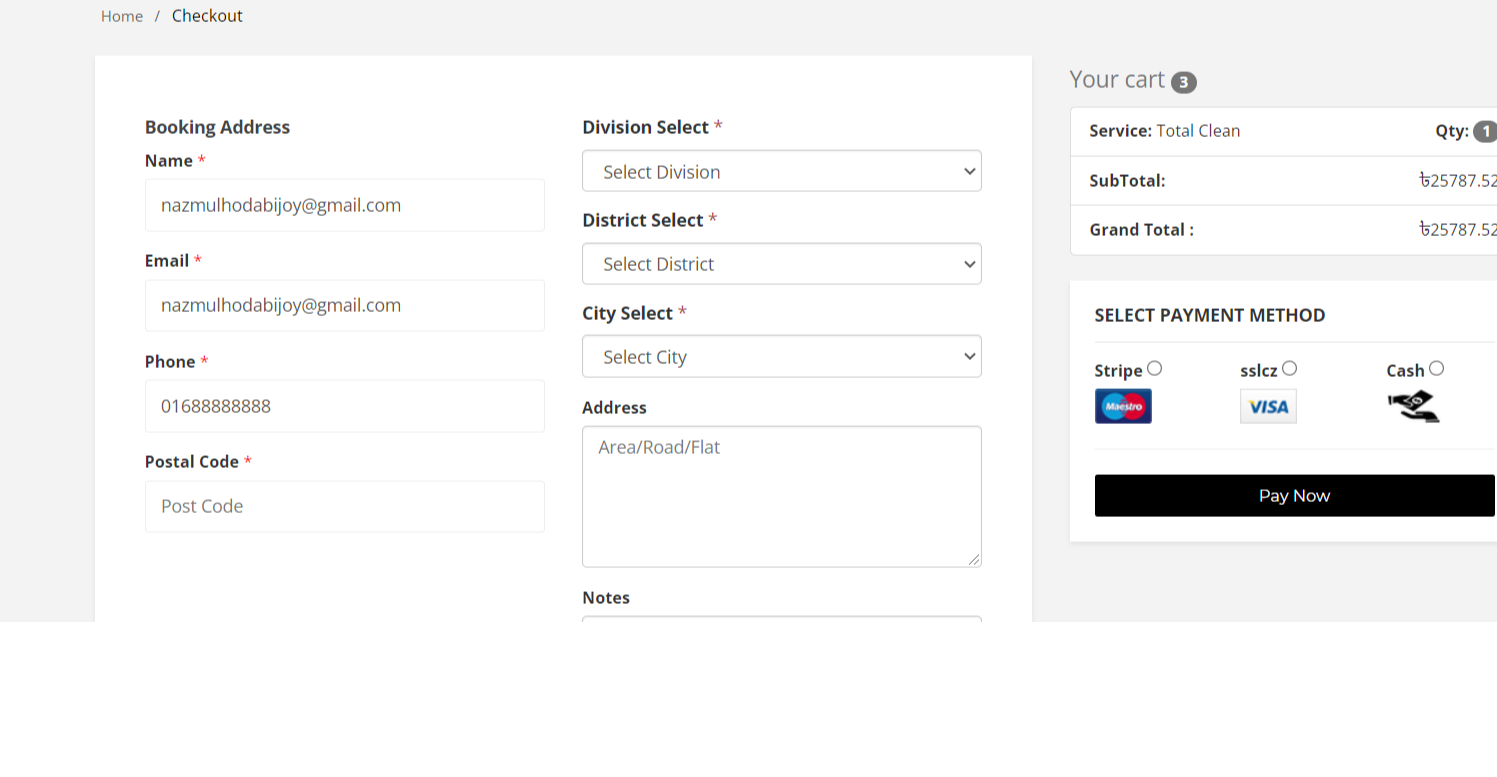 Home / Checkout
Booking Address
Name *
nazmulhodabijoy@gmail.com
Email *
nazmulhodabijoy@gmail.com
Phone *
01688888888
Postal Code *
Post Code
Division Select *
Select Division
District Select *
Select District
City Select *
Select City
Address
Area/Road/Flat
Notes
Your cart 3
Service: Total Clean Qty: 1
SubTotal: ৳25787.52
Grand Total : ৳25787.52
SELECT PAYMENT METHOD
Stripe sslcz Cash
Maestro VISA
Pay Now